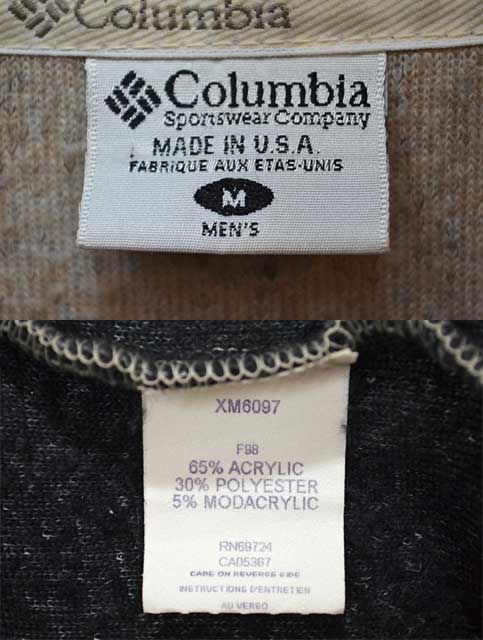 Columbia
Columbia
Sportswear Company
MADE IN U.S.A.
FABRIQUE AUX ETAS-UNIS
M
MEN'S
XM6097
F98
65% ACRYLIC
30% POLYESTER
5% MODACRYLIC
RN69724
CA05367
CARE ON REVERSE SIDE
INSTRUCTIONS D'ENTRETIEN
AU VERSO